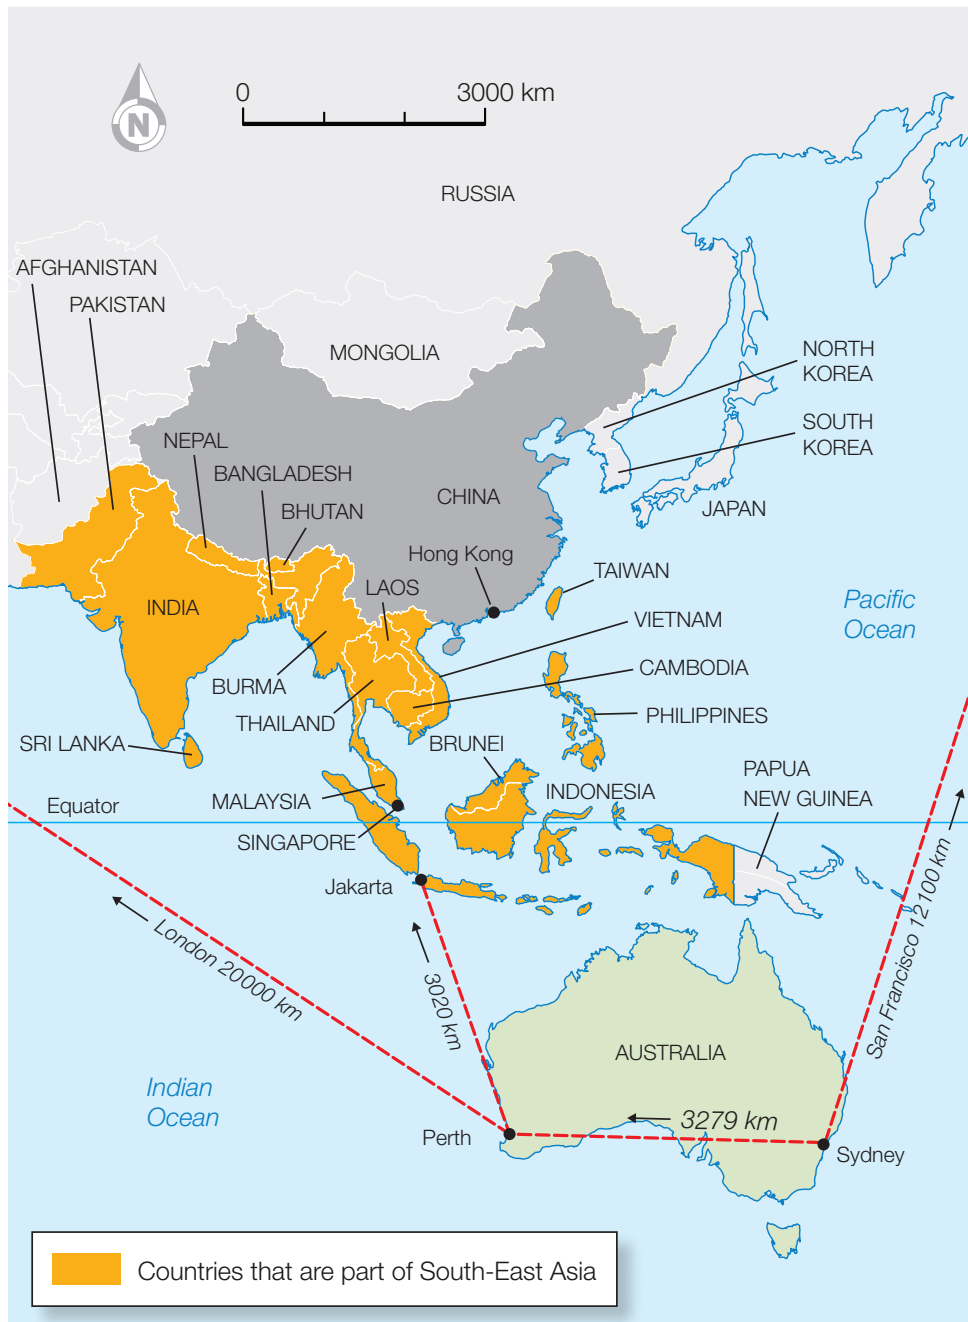 N
0
3000 km
RUSSIA
AFGHANISTAN
PAKISTAN
MONGOLIA
NORTH
KOREA
SOUTH
KOREA
NEPAL
BANGLADESH
BHUTAN
CHINA
JAPAN
Hong Kong
TAIWAN
LAOS
INDIA
Pacific
Ocean
VIETNAM
CAMBODIA
BURMA
THAILAND
PHILIPPINES
SRI LANKA
BRUNEI
INDONESIA
PAPUA
NEW GUINEA
MALAYSIA
Equator
SINGAPORE
Jakarta
London 20000 km
3020 km
San Francisco 12100 km
AUSTRALIA
Indian
Ocean
3279 km
Perth
Sydney
Countries that are part of South-East Asia